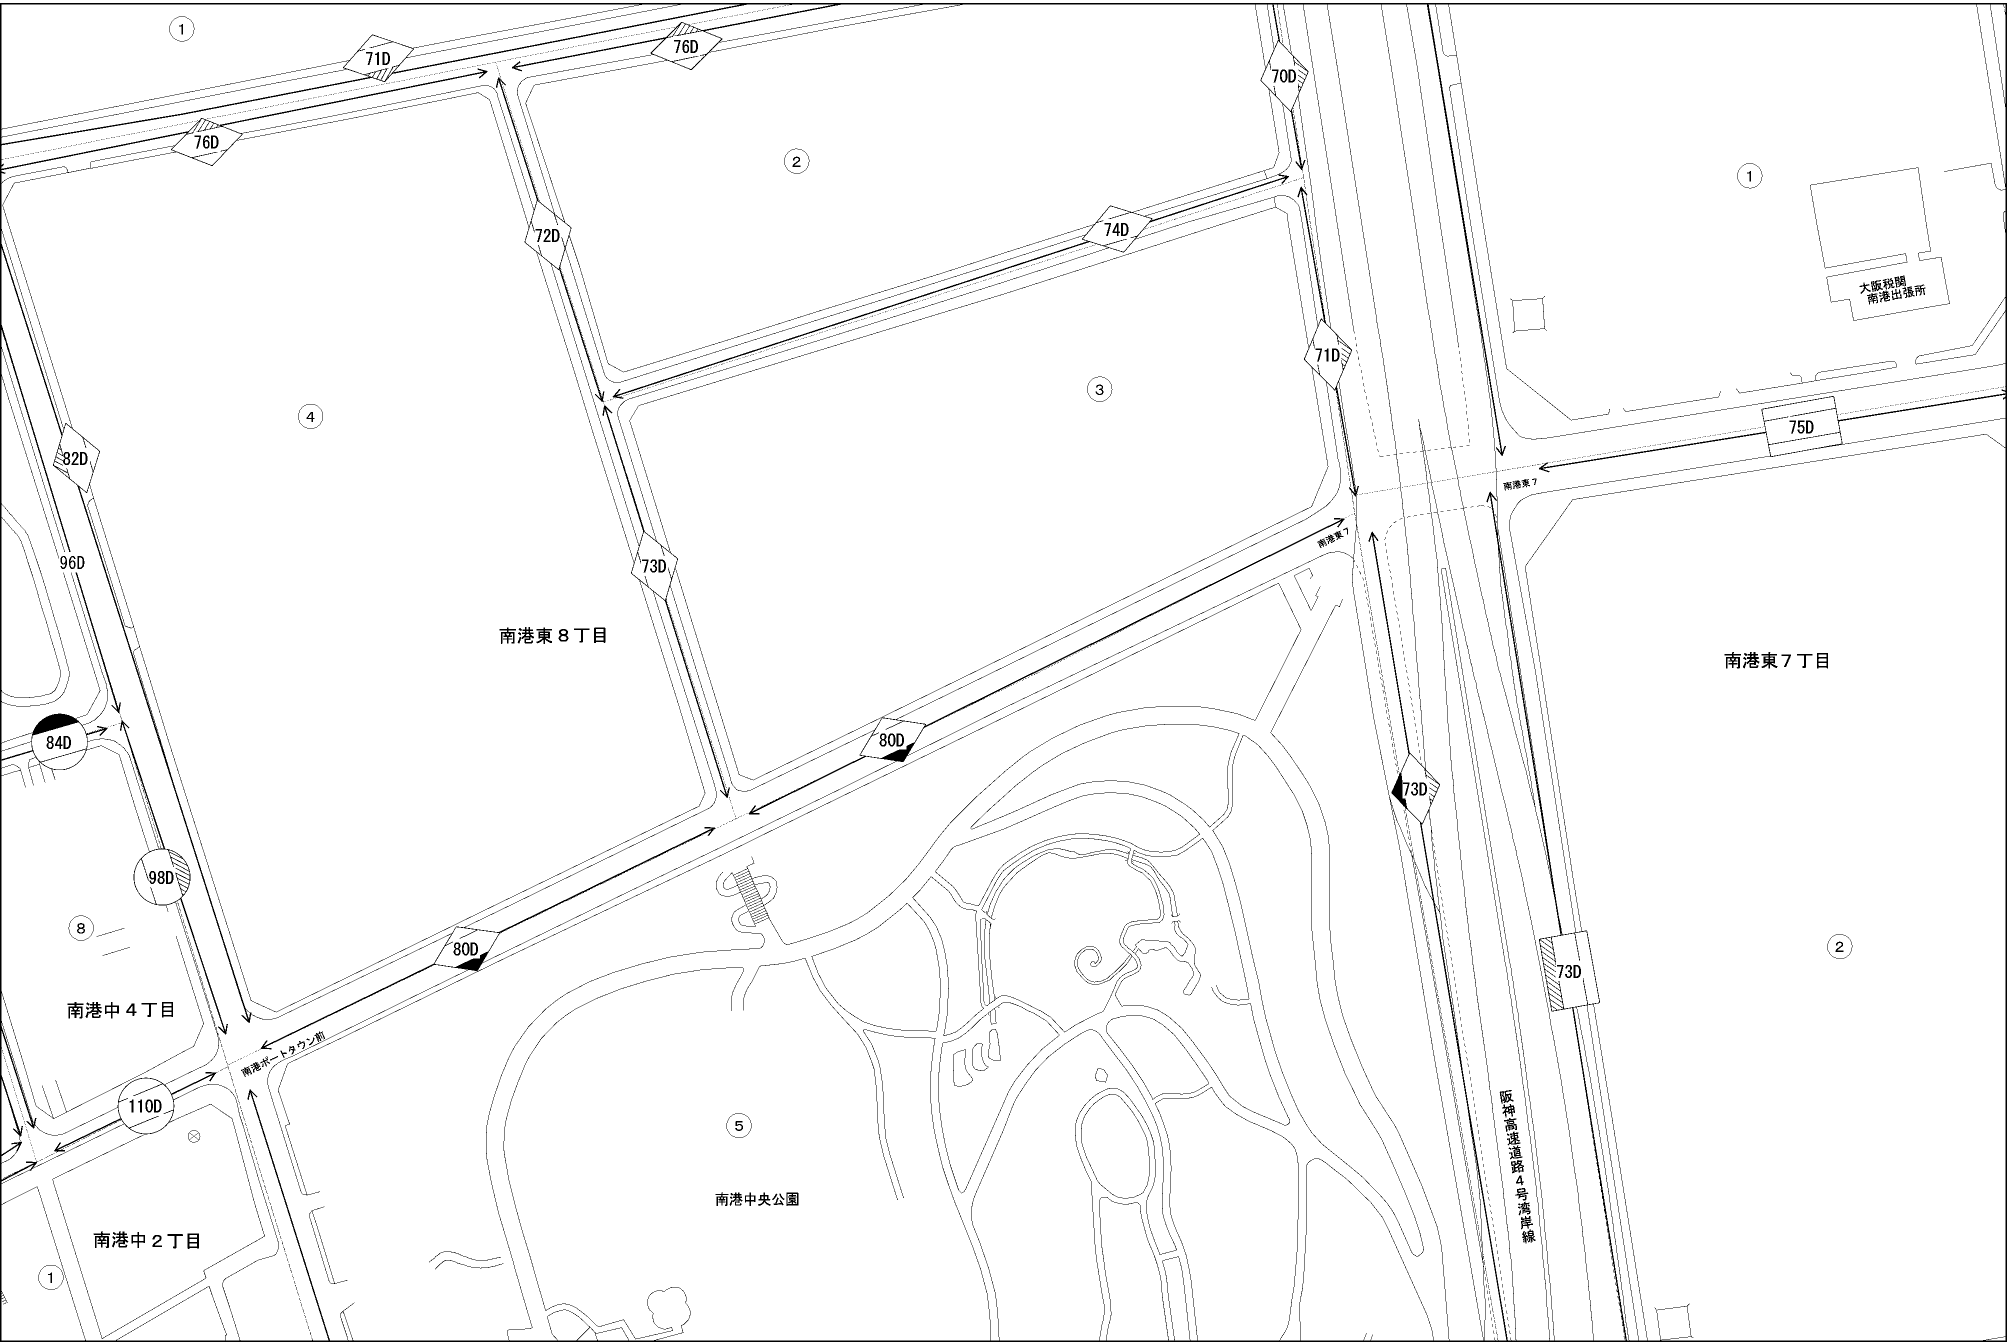 ①
71D
76D
70D
76D
②
①
72D
74D
大阪税関
南港出張所
71D
③
④
75D
82D
南港東７
南港東７
96D
73D
南港東８丁目
南港東７丁目
84D
80D
73D
98D
⑧
80D
②
73D
南港中４丁目
南港ポートタウン前
110D
⑤
阪神高速道路４号湾岸線
南港中央公園
南港中２丁目
①